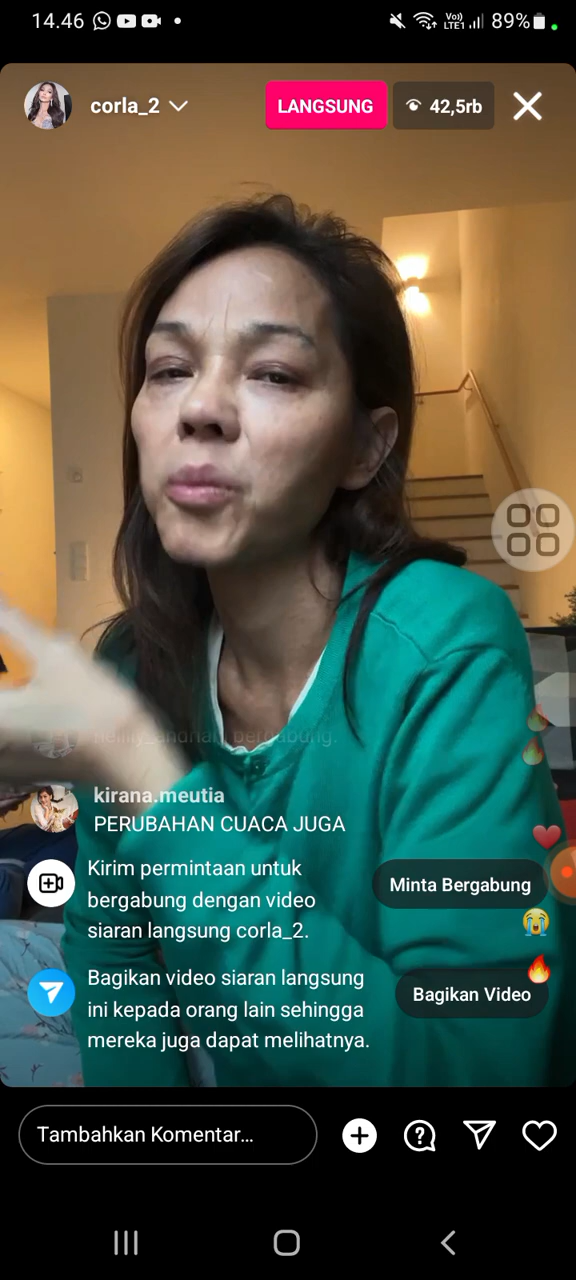 14.46
Vo))
LTE1
89%
corla_2
LANGSUNG
42,5rb
bergabung.
kirana.meutia
PERUBAHAN CUACA JUGA
Kirim permintaan untuk
bergabung dengan video
siaran langsung corla_2.
Minta Bergabung
Bagikan video siaran langsung
ini kepada orang lain sehingga
mereka juga dapat melihatnya.
Bagikan Video
Tambahkan Komentar...